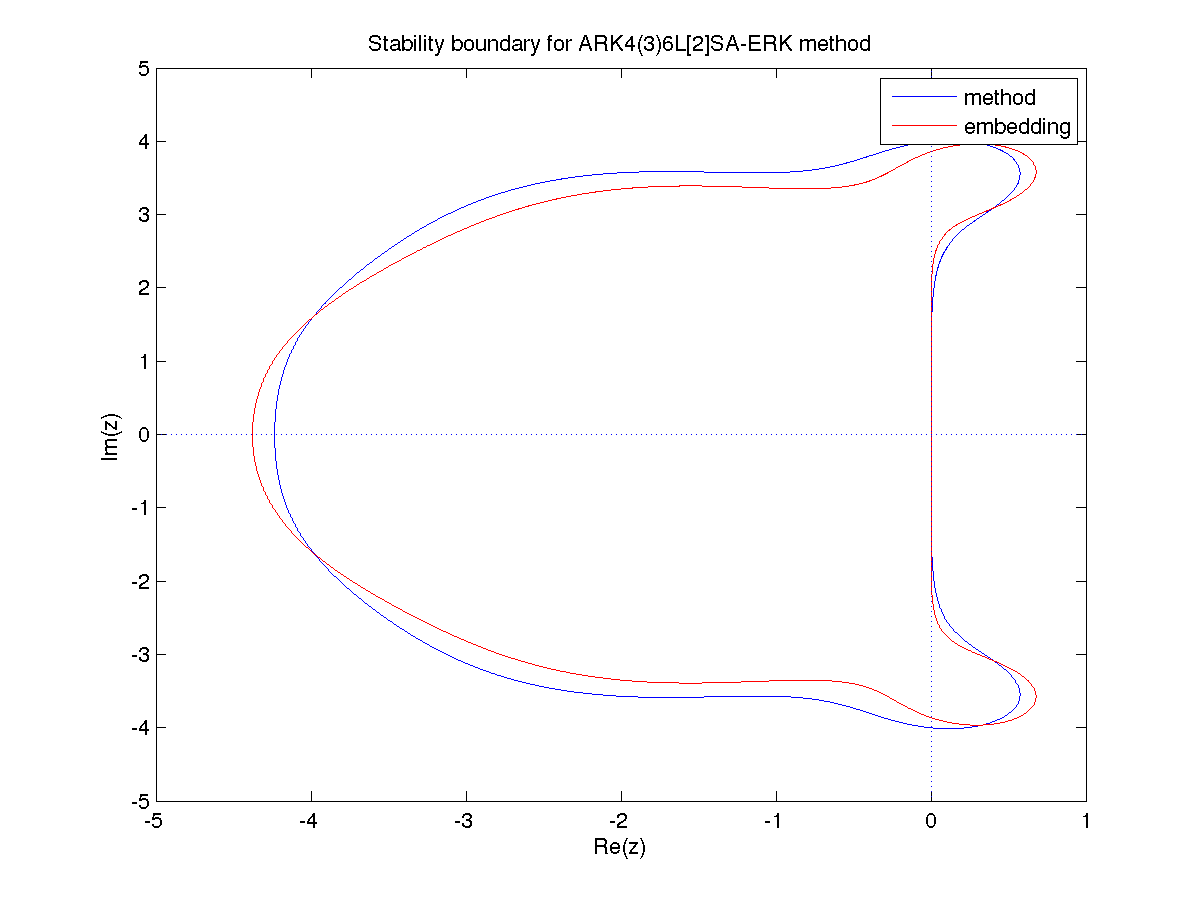 Stability boundary for ARK4(3)6L[2]SA-ERK method
method
embedding
5
4
3
2
1
0
-1
-2
-3
-4
-5
Im(z)
-5 -4 -3 -2 -1 0 1
Re(z)